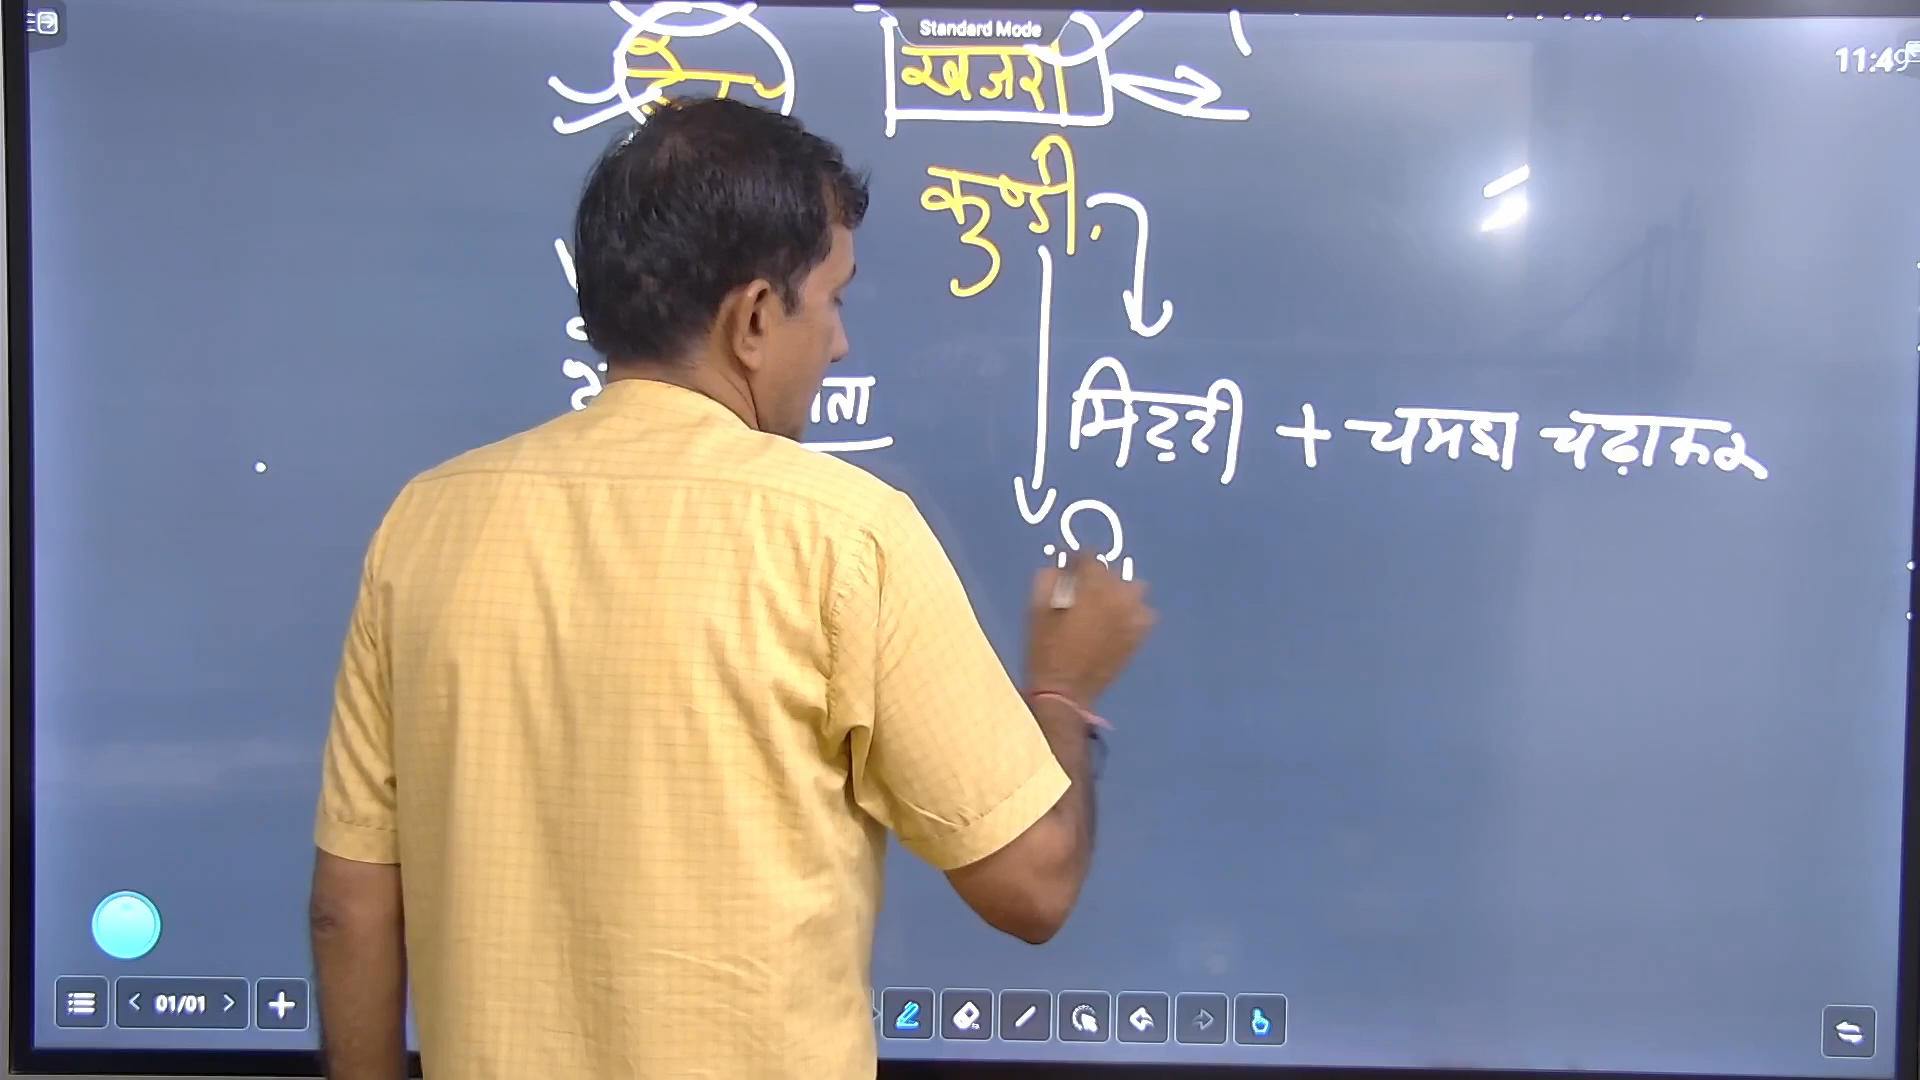 Standard Mode
11:49
खजरी
कुण्डी
मिट्टी + चमडा चढ़ाकर
01/01